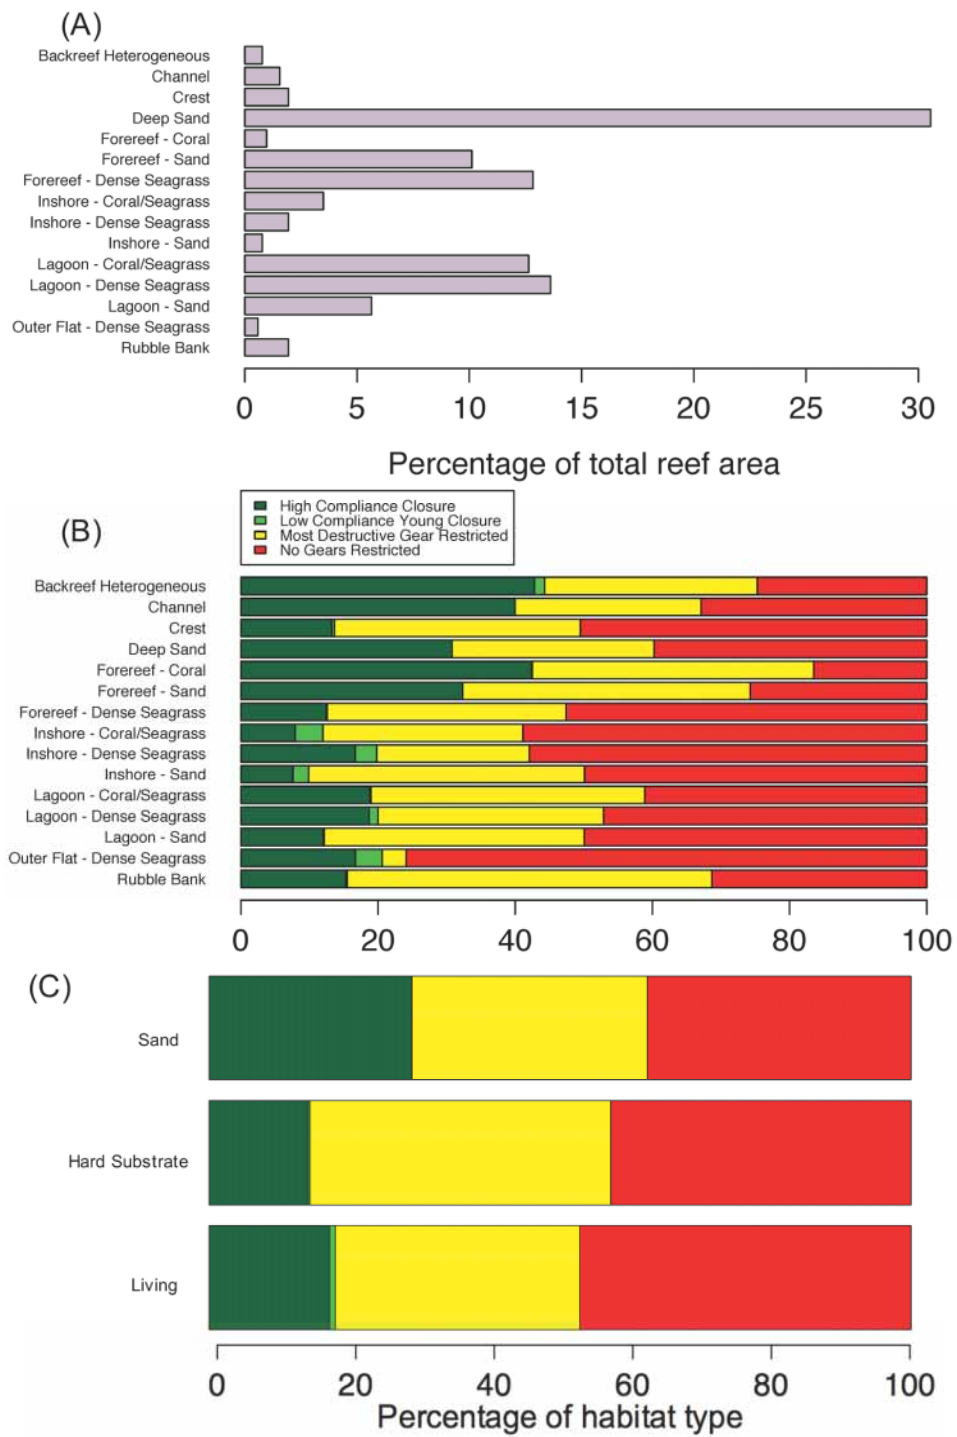 (A)
Backreef Heterogeneous
Channel
Crest
Deep Sand
Forereef - Coral
Forereef - Sand
Forereef - Dense Seagrass
Inshore - Coral/Seagrass
Inshore - Dense Seagrass
Inshore - Sand
Lagoon - Coral/Seagrass
Lagoon - Dense Seagrass
Lagoon - Sand
Outer Flat - Dense Seagrass
Rubble Bank
0 5 10 15 20 25 30
Percentage of total reef area
(B)
High Compliance Closure
Low Compliance Young Closure
Most Destructive Gear Restricted
No Gears Restricted
Backreef Heterogeneous
Channel
Crest
Deep Sand
Forereef - Coral
Forereef - Sand
Forereef - Dense Seagrass
Inshore - Coral/Seagrass
Inshore - Dense Seagrass
Inshore - Sand
Lagoon - Coral/Seagrass
Lagoon - Dense Seagrass
Lagoon - Sand
Outer Flat - Dense Seagrass
Rubble Bank
0 20 40 60 80 100
(C)
Sand
Hard Substrate
Living
0 20 40 60 80 100
Percentage of habitat type